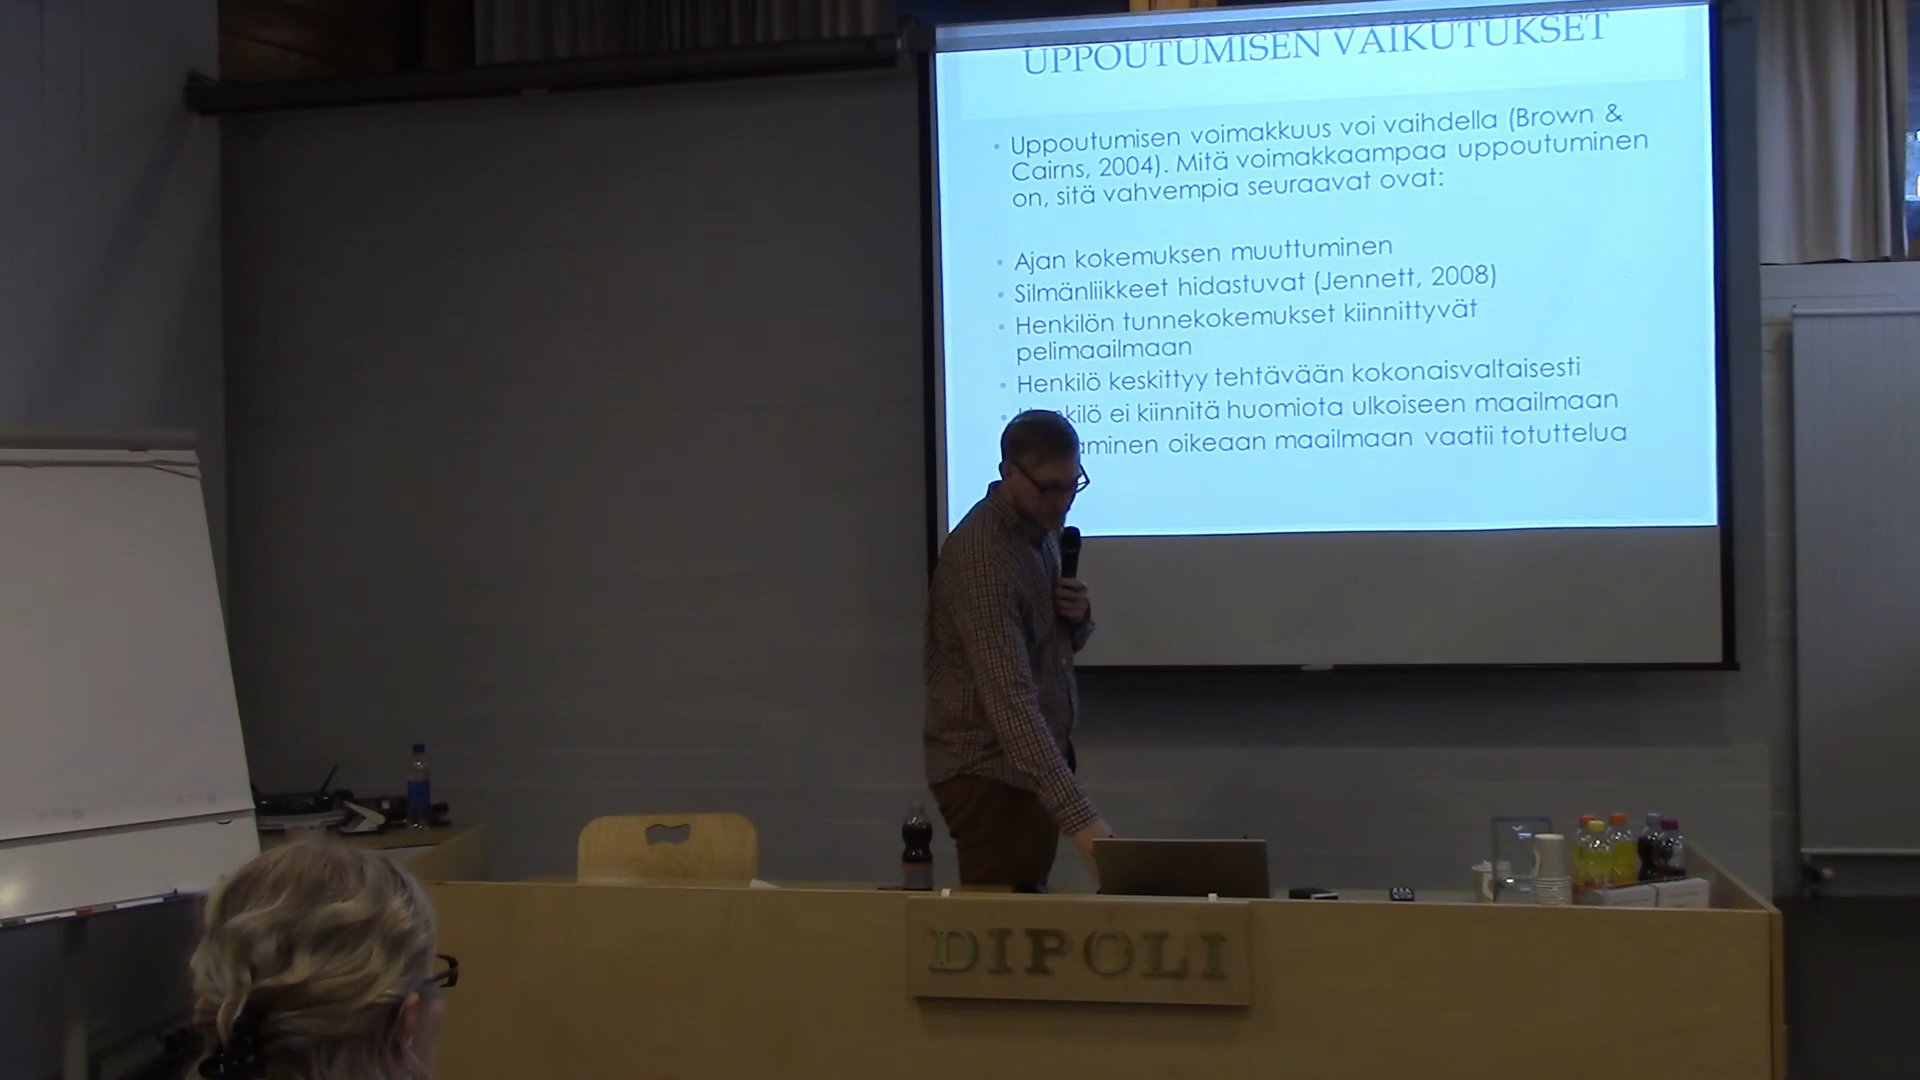 UPPOUTUMISEN VAIKUTUKSET
• Uppoutumisen voimakkuus voi vaihdella (Brown &
Cairns, 2004). Mitä voimakkaampaa uppoutuminen
on, sitä vahvempia seuraavat ovat:
• Ajan kokemuksen muuttuminen
• Silmänliikkeet hidastuvat (Jennett, 2008)
• Henkilön tunnekokemukset kiinnittyvät
pelimaailmaan
• Henkilö keskittyy tehtävään kokonaisvaltaisesti
• ei kiinnitä huomiota ulkoiseen maailmaan
oikeaan maailmaan vaatii totuttelua
DIPOLI